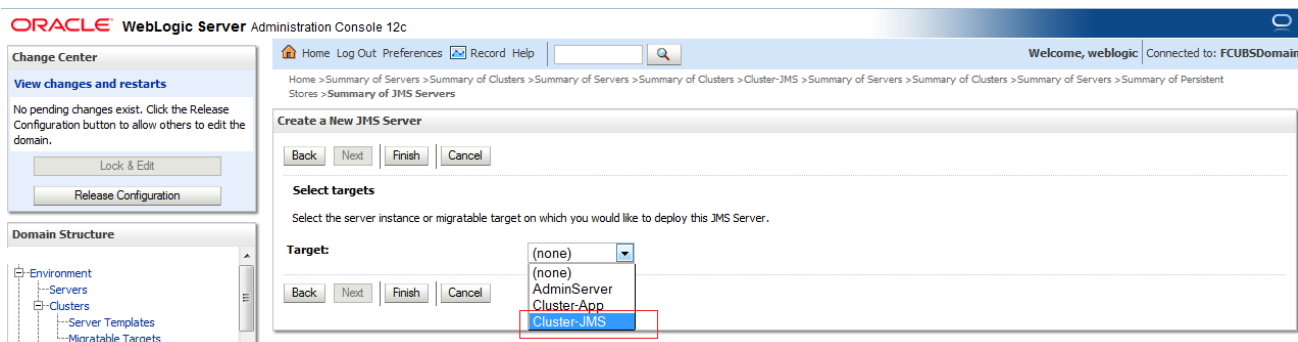 ORACLE WebLogic Server Administration Console 12c
Change Center
View changes and restarts
No pending changes exist. Click the Release
Configuration button to allow others to edit the
domain.
Lock & Edit
Release Configuration
Domain Structure
Environment
Servers
Clusters
Server Templates
Migratable Targets
Home Log Out Preferences Record Help
Welcome, weblogic Connected to: FCUBSDomain
Home >Summary of Servers >Summary of Clusters >Summary of Servers >Summary of Clusters >Cluster-JMS >Summary of Servers >Summary of Clusters >Summary of Servers >Summary of Persistent
Stores >Summary of JMS Servers
Create a New JMS Server
Back Next Finish Cancel
Select targets
Select the server instance or migratable target on which you would like to deploy this JMS Server.
Target: (none)
(none)
AdminServer
Cluster-App
Cluster-JMS
Back Next Finish Cancel